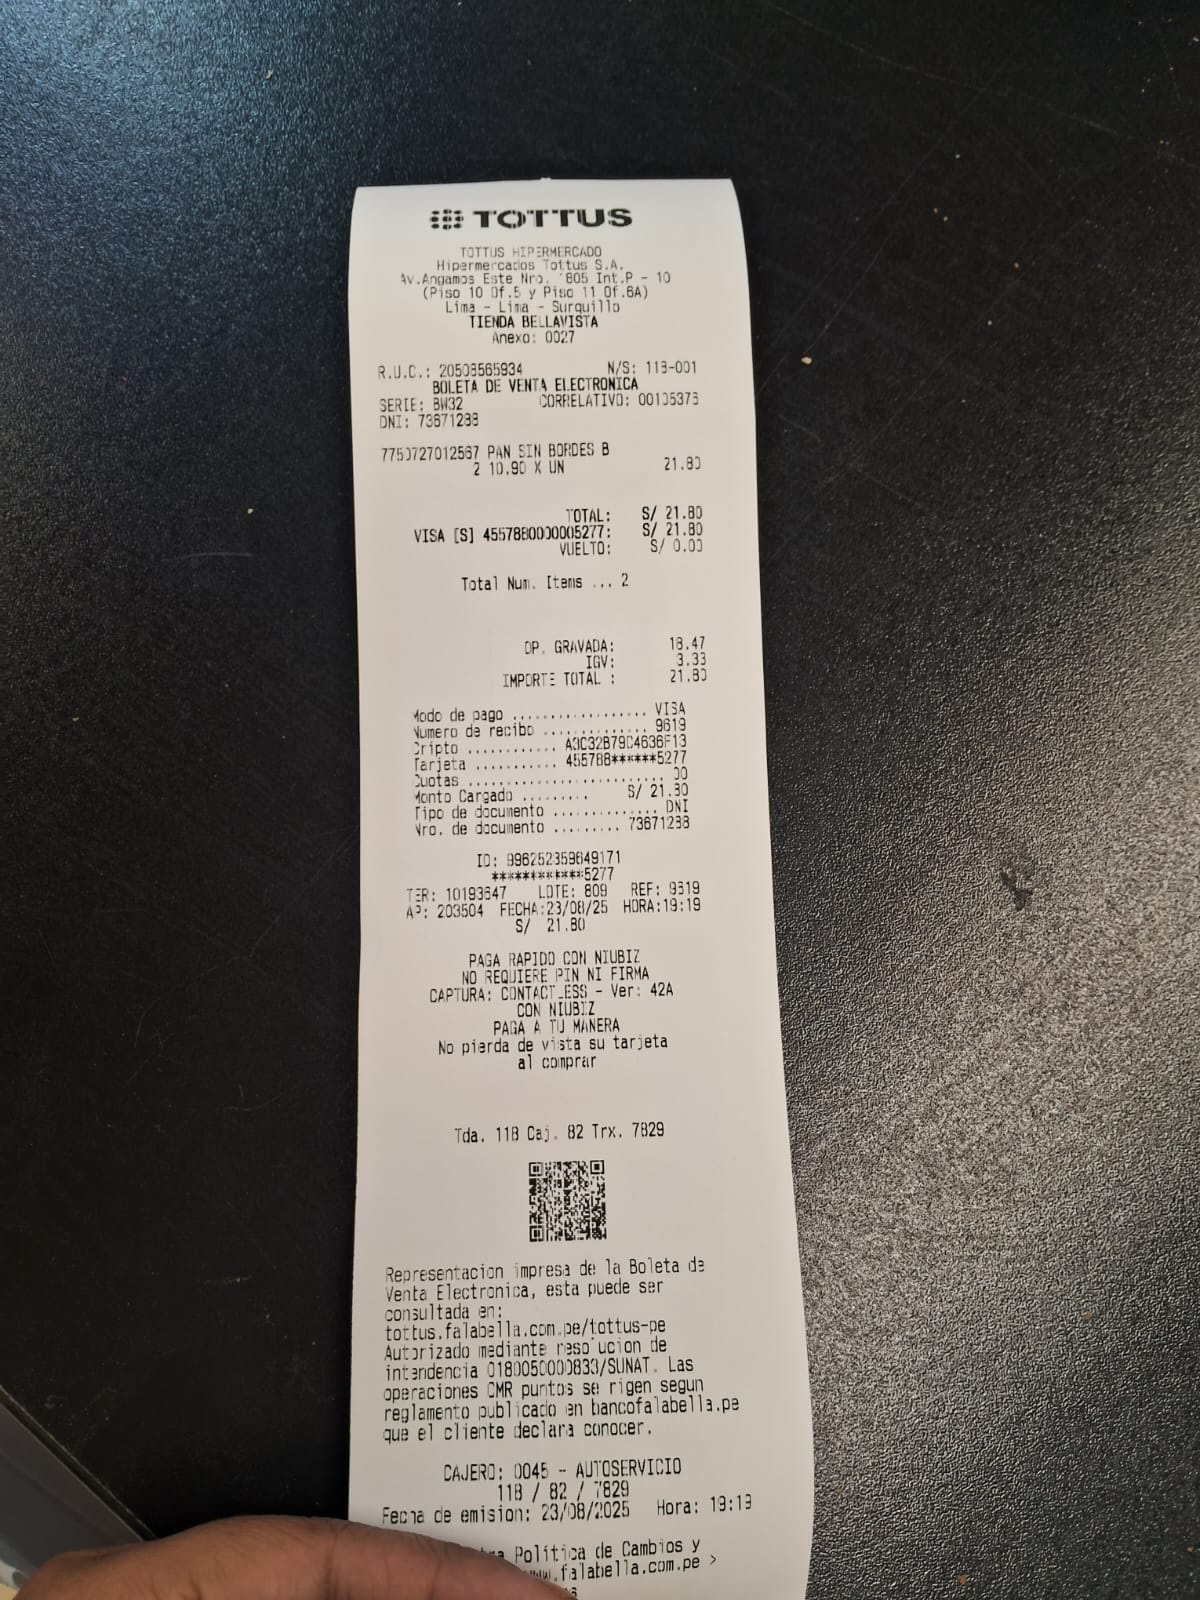 TOTTUS
TOTTUS HIPERMERCADO
Hipermercados Tottus S.A.
Av.Angamos Este Nro. 805 Int.P - 10
(Piso 10 Of.5 y Piso 11 Of.6A)
Lima - Lima - Surquillo
TIENDA BELLAVISTA
Anexo: 0027
R.U.C.: 20508565934 N/S: 118-001
BOLETA DE VENTA ELECTRONICA
SERIE: BW32 CORRELATIVO: 00105373
DNI: 73671288
7750727012567 PAN SIN BORDES B
2 10.90 X UN 21.80
TOTAL: S/ 21.80
VISA [S] 4557880000005277: S/ 21.80
VUELTO: S/ 0.00
Total Num. Items ... 2
OP. GRAVADA: 18.47
IGV: 3.33
IMPORTE TOTAL : 21.80
Modo de pago .................. VISA
Numero de recibo .............. 9619
Cripto ............ A3C32B79C4636F13
Tarjeta ........... 455788******5277
Cuotas .......................... 00
Monto Cargado ......... S/ 21.80
Tipo de documento .............. DNI
Nro. de documento ......... 73671288
ID: 996252359649171
************5277
TER: 10193647 LOTE: 809 REF: 9619
AP: 203504 FECHA:23/08/25 HORA:19:19
S/ 21.80
PAGA RAPIDO CON NIUBIZ
NO REQUIERE PIN NI FIRMA
CAPTURA: CONTACTLESS - Ver: 42A
CON NIUBIZ
PAGA A TU MANERA
No pierda de vista su tarjeta
al comprar
Tda. 118 Caj. 82 Trx. 7829
Representacion impresa de la Boleta de
Venta Electronica, esta puede ser
consultada en:
tottus.falabella.com.pe/tottus-pe
Autorizado mediante resolucion de
intendencia 0180050000833/SUNAT. Las
operaciones CMR puntos se rigen segun
reglamento publicado en bancofalabella.pe
que el cliente declara conocer.
CAJERO: 0045 - AUTOSERVICIO
118 / 82 / 7829
Fecha de emision: 23/08/2025 Hora: 19:19
Política de Cambios y
.falabella.com.pe >